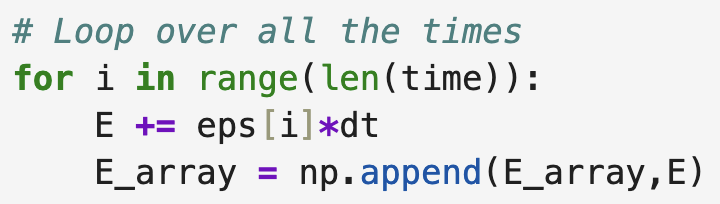 # Loop over all the times
for i in range(len(time)):
    E += eps[i]*dt
    E_array = np.append(E_array,E)